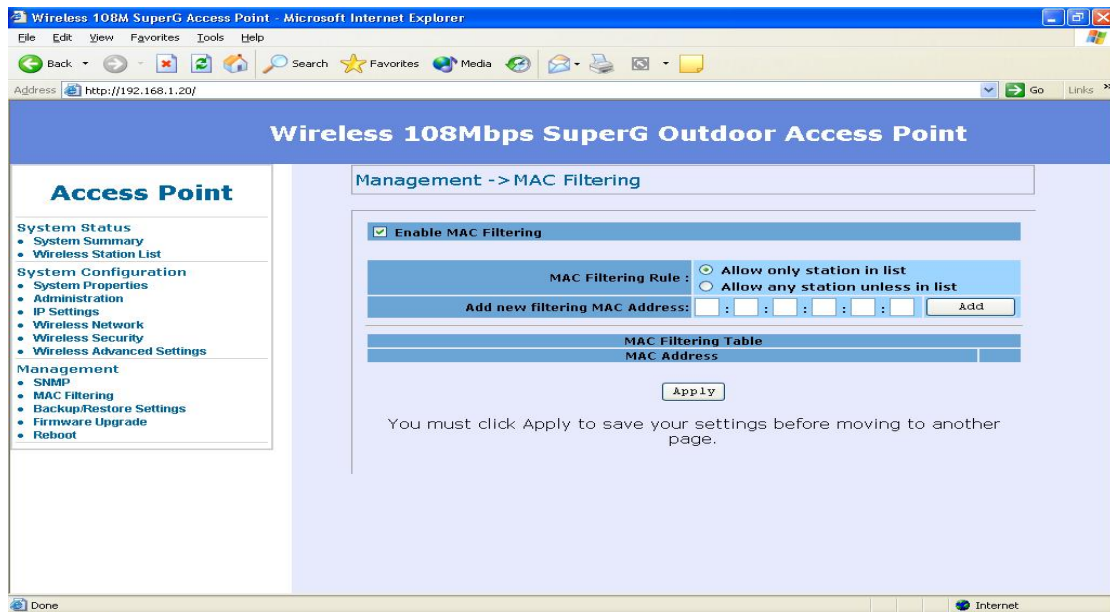 Wireless 108M SuperG Access Point - Microsoft Internet Explorer
File Edit View Favorites Tools Help
Back Search Favorites Media
Address http://192.168.1.20/ Go Links »
Wireless 108Mbps SuperG Outdoor Access Point
Access Point
System Status
• System Summary
• Wireless Station List
System Configuration
• System Properties
• Administration
• IP Settings
• Wireless Network
• Wireless Security
• Wireless Advanced Settings
Management
• SNMP
• MAC Filtering
• Backup/Restore Settings
• Firmware Upgrade
• Reboot
Management ->MAC Filtering
Enable MAC Filtering
MAC Filtering Rule :
Allow only station in list
Allow any station unless in list
Add new filtering MAC Address: : : : : : Add
MAC Filtering Table
MAC Address
Apply
You must click Apply to save your settings before moving to another
page.
Done Internet